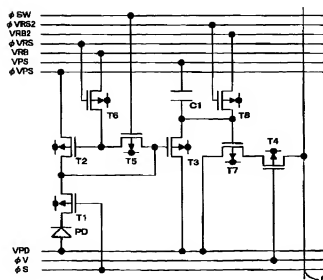 φSW
φVRS2
VRB2
φVRS
VRB
VPS
φVPS
C1
T6
T8
T4
T2
T5
T3
T7
T1
PD
VPD
φV
φS